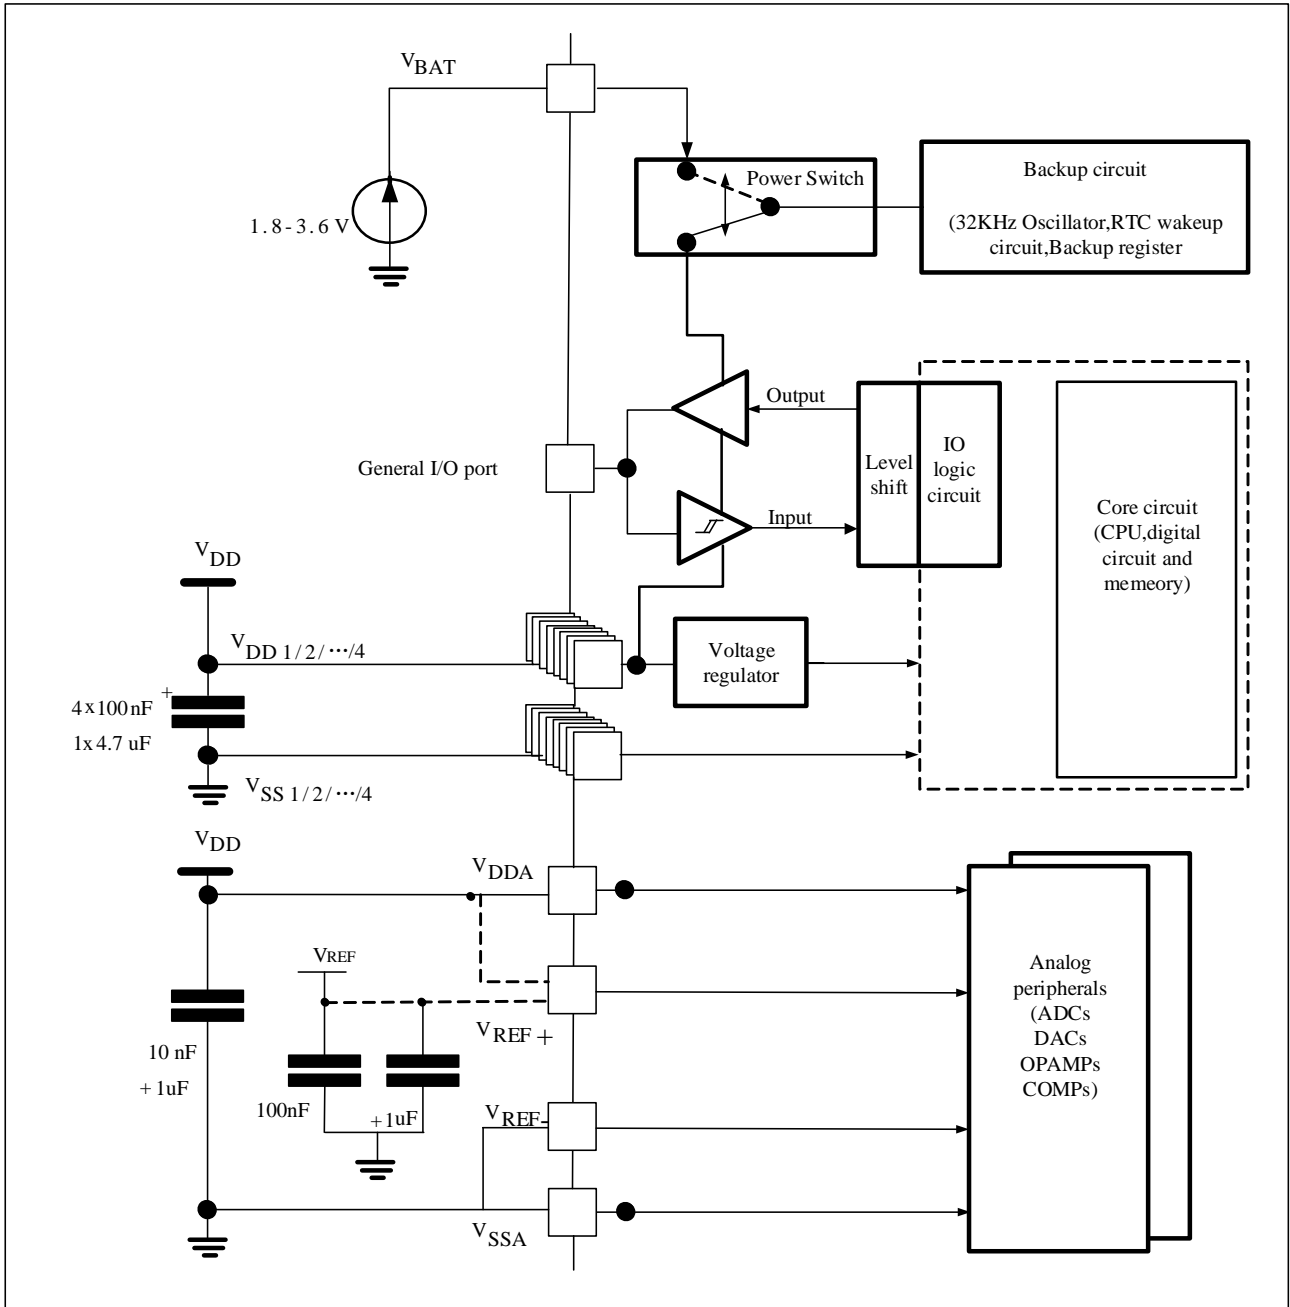 VBAT
Power Switch
Backup circuit
(32KHz Oscillator,RTC wakeup
circuit,Backup register
1.8-3.6 V
Output
General I/O port
Level
shift
IO
logic
circuit
Input
Core circuit
(CPU,digital
circuit and
memeory)
VDD
VDD 1/2/···/4
Voltage
regulator
4x100nF
+
1x4.7 uF
VSS 1/2/···/4
VDD
VDDA
VREF
VREF+
10 nF
+1uF
100nF
+1uF
VREF-
VSSA
Analog
peripherals
(ADCs
DACs
OPAMPs
COMPs)